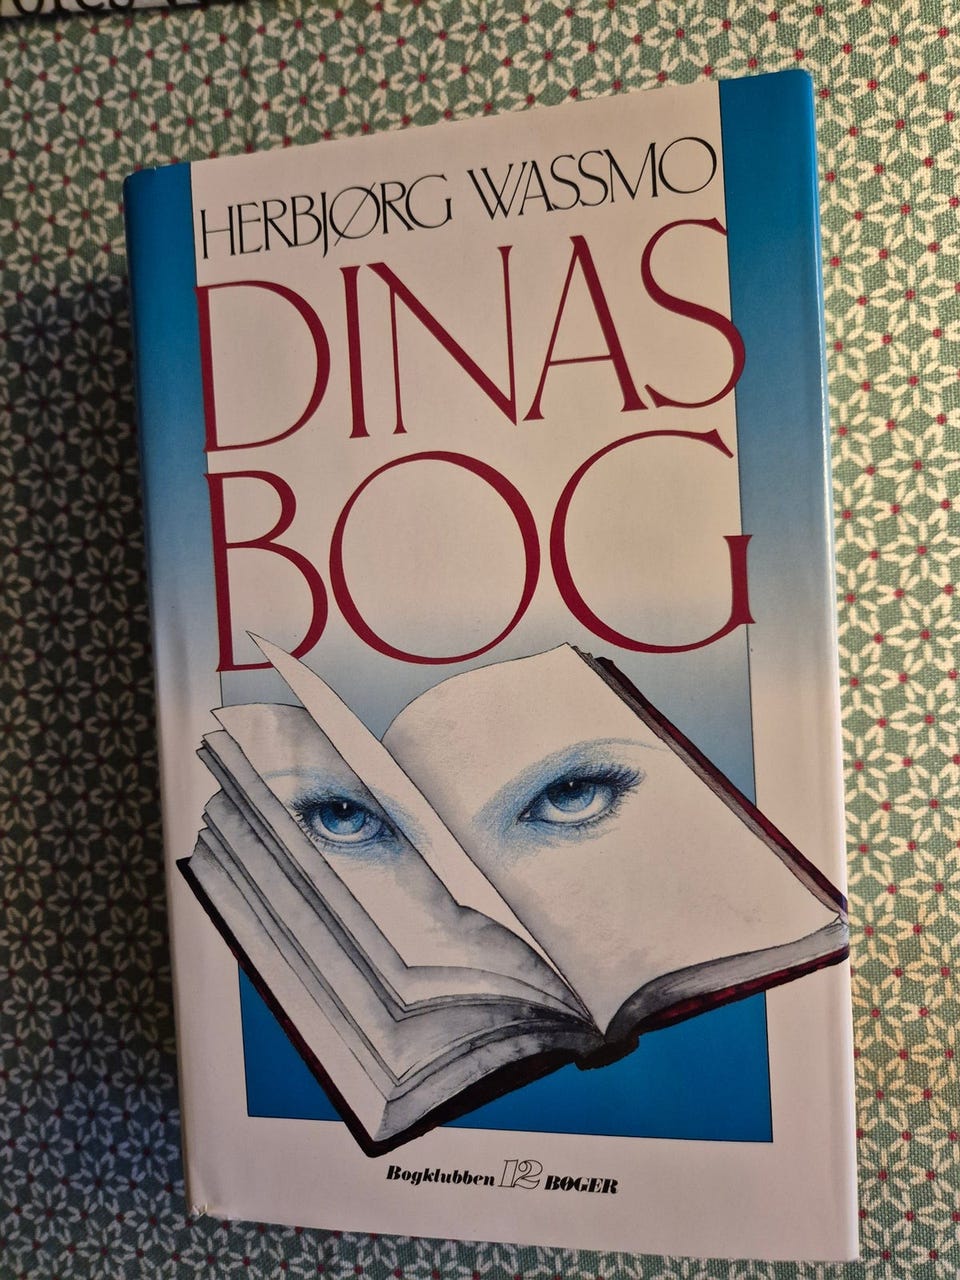 HERBJØRG WASSMO
DINAS
BOG
Bogklubben 12 BØGER